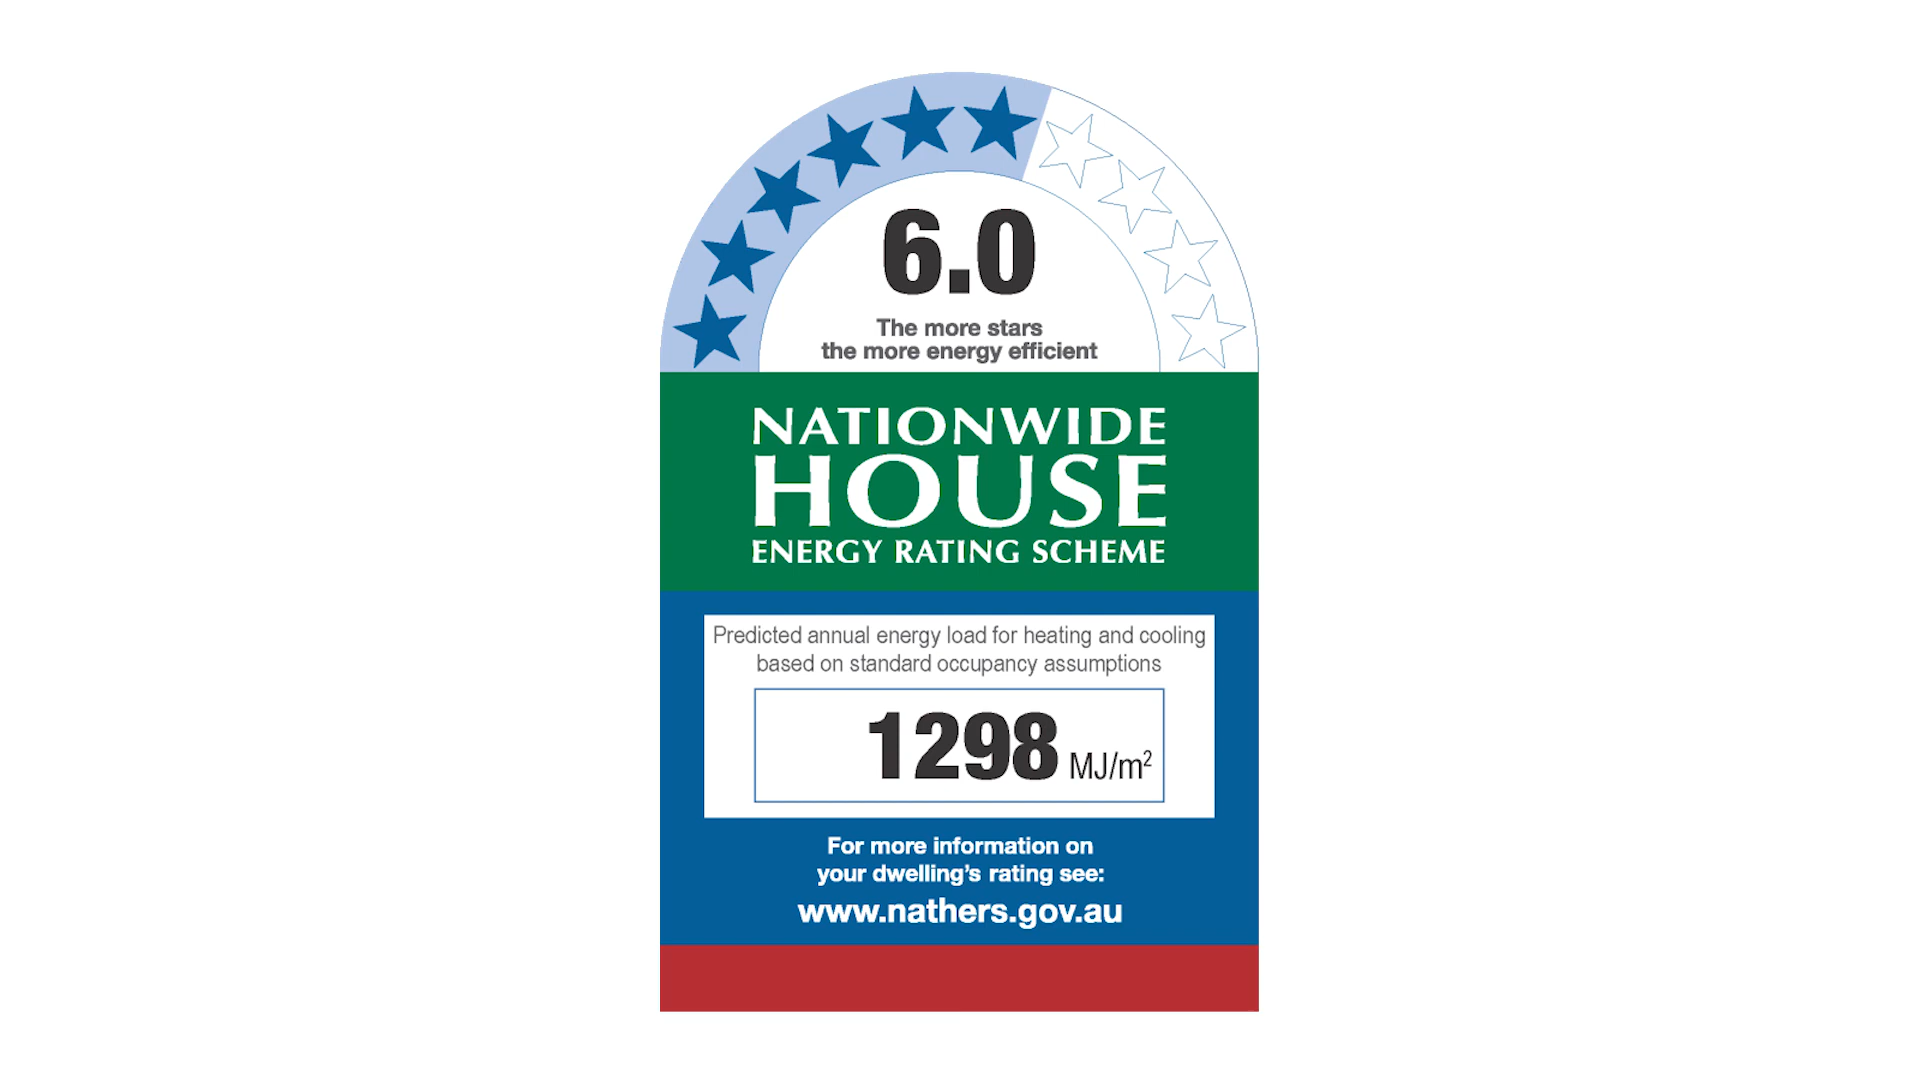 6.0
The more stars
the more energy efficient
NATIONWIDE
HOUSE
ENERGY RATING SCHEME
Predicted annual energy load for heating and cooling
based on standard occupancy assumptions
1298 MJ/m²
For more information on
your dwelling's rating see:
www.nathers.gov.au